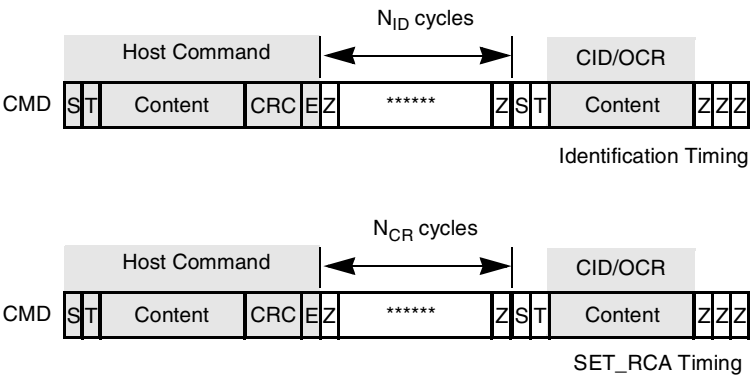 N_ID cycles
Host Command CID/OCR
CMD S T Content CRC E Z ****** Z S T Content Z Z Z
Identification Timing
N_CR cycles
Host Command CID/OCR
CMD S T Content CRC E Z ****** Z S T Content Z Z Z
SET_RCA Timing